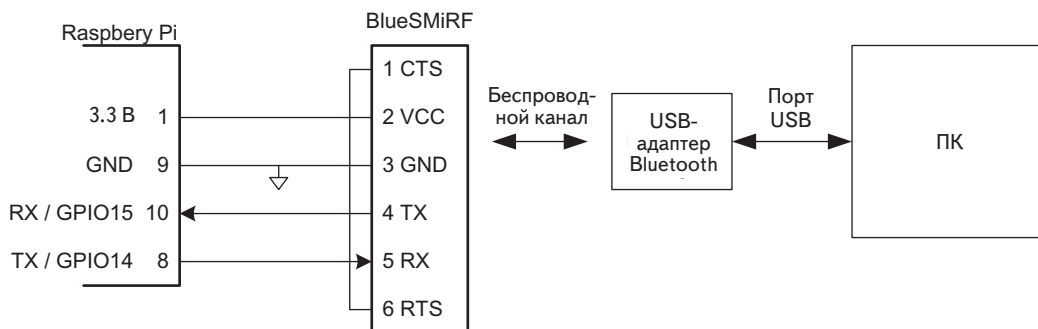 Raspbery Pi
BlueSMiRF
3.3 В 1
GND 9
RX / GPIO15 10
TX / GPIO14 8
1 CTS
2 VCC
3 GND
4 TX
5 RX
6 RTS
Беспровод-
ной канал
USB-
адаптер
Bluetooth
Порт
USB
ПК